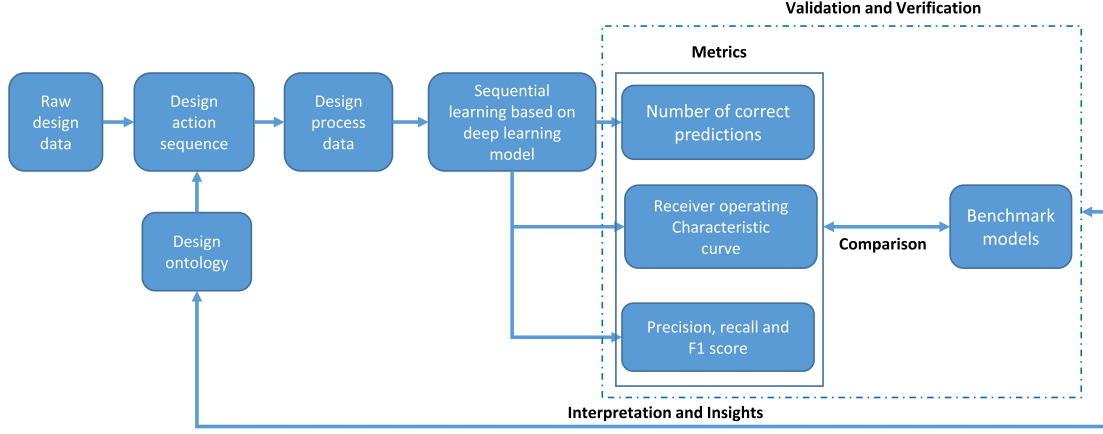 Validation and Verification
Metrics
Raw
design
data
Design
action
sequence
Design
process
data
Sequential
learning based on
deep learning
model
Number of correct
predictions
Receiver operating
Characteristic
curve
Precision, recall and
F1 score
Comparison
Benchmark
models
Design
ontology
Interpretation and Insights